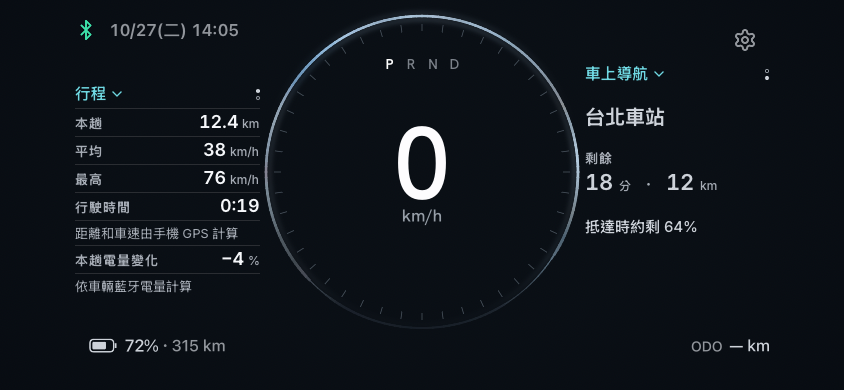 10/27(二) 14:05
行程
本趟 12.4 km
平均 38 km/h
最高 76 km/h
行駛時間 0:19
距離和車速由手機 GPS 計算
本趟電量變化 −4 %
依車輛藍牙電量計算
72% · 315 km
P R N D
0
km/h
車上導航
台北車站
剩餘
18 分 · 12 km
抵達時約剩 64%
ODO — km